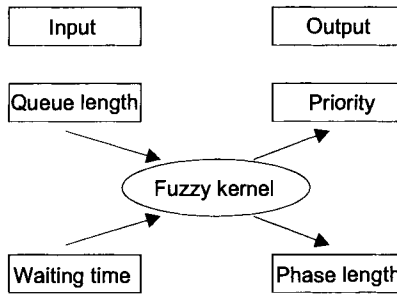 Input
Output
Queue length
Priority
Fuzzy kernel
Waiting time
Phase length